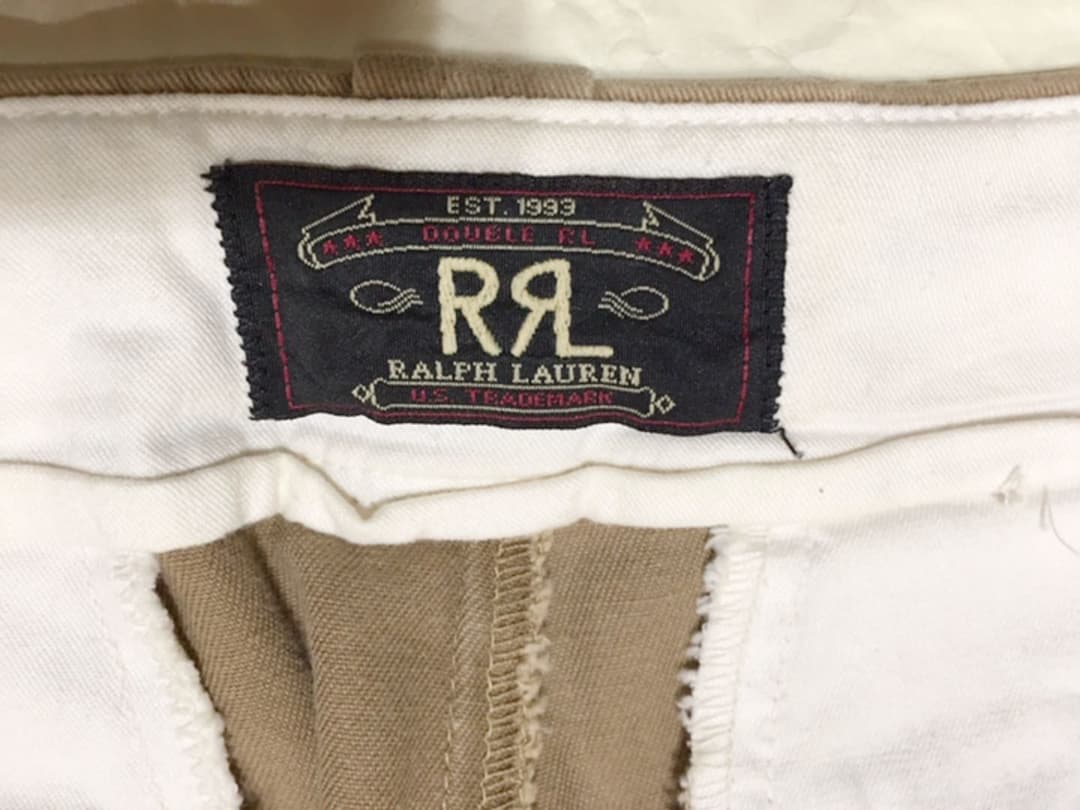 EST. 1993
DOUBLE RL
RRL
RALPH LAUREN
U.S. TRADEMARK